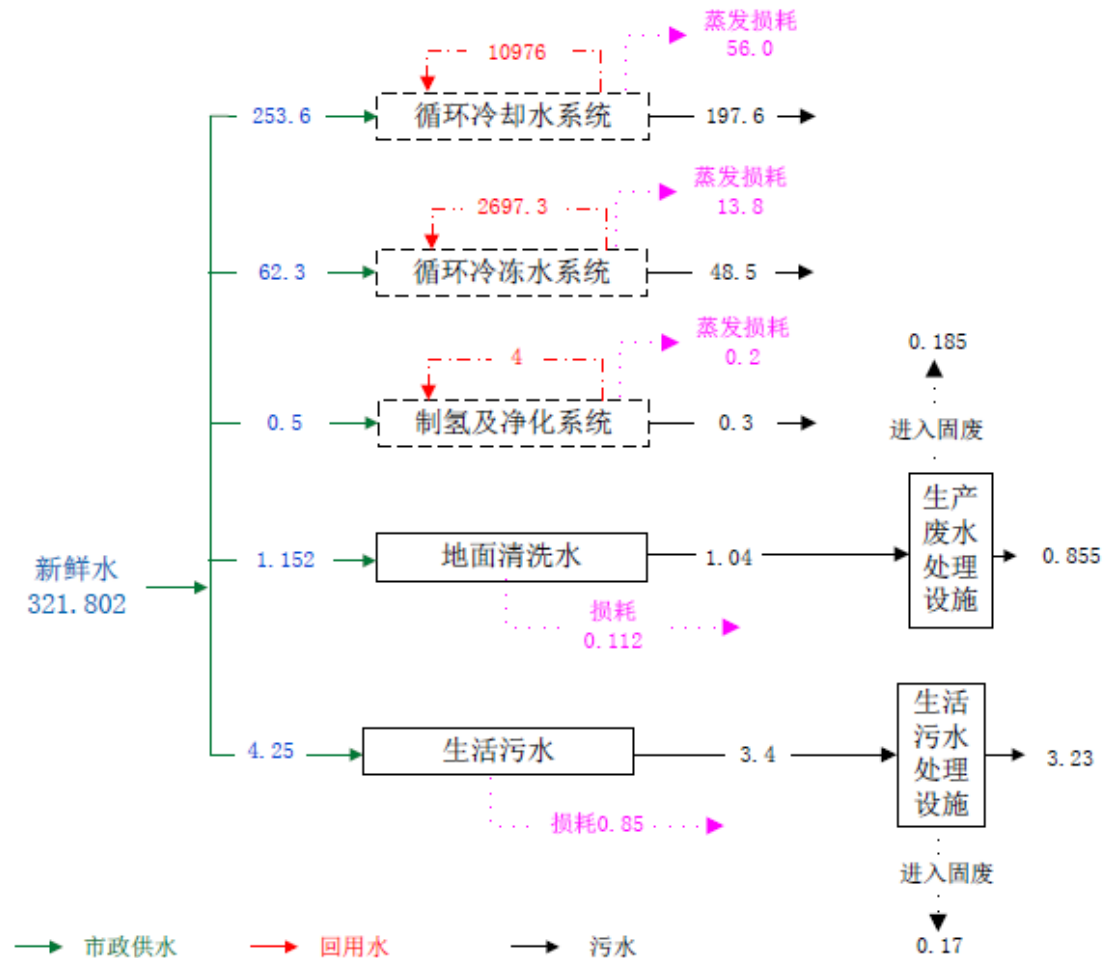 蒸发损耗
56.0
10976
253.6
循环冷却水系统
197.6
蒸发损耗
13.8
2697.3
62.3
循环冷冻水系统
48.5
蒸发损耗
0.2
4
0.5
制氢及净化系统
0.3
0.185
进入固废
新鲜水
321.802
1.152
地面清洗水
1.04
生产
废水
处理
设施
0.855
损耗
0.112
4.25
生活污水
3.4
生活
污水
处理
设施
3.23
损耗0.85
进入固废
0.17
市政供水
回用水
污水